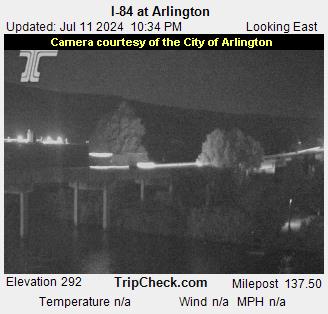 I-84 at Arlington
Updated: Jul 11 2024 10:34 PM Looking East
Camera courtesy of the City of Arlington
Elevation 292 TripCheck.com Milepost 137.50
Temperature n/a Wind n/a MPH n/a